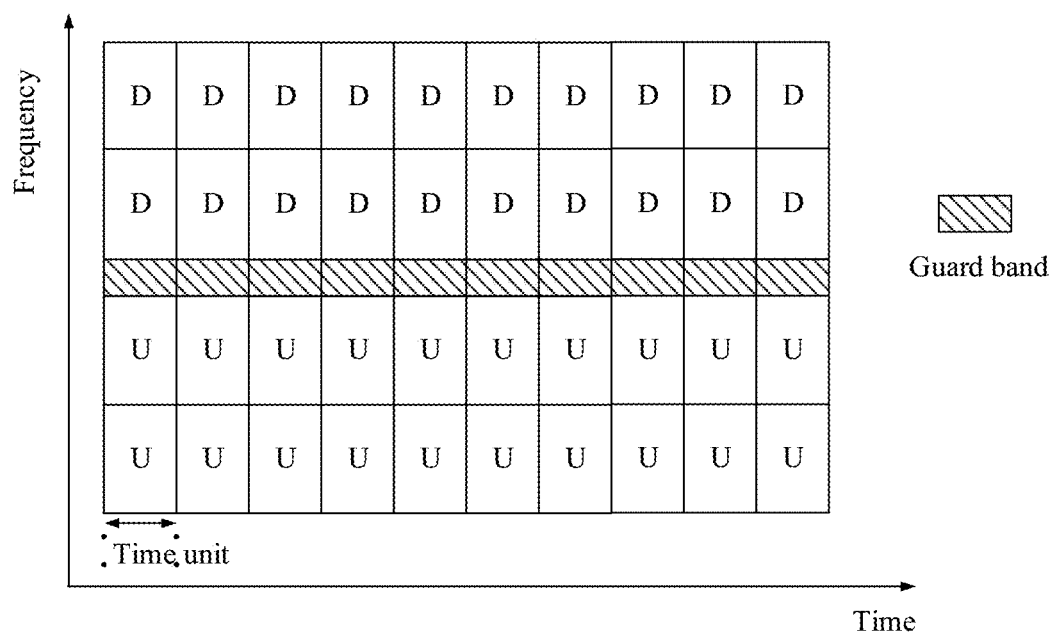 Frequency
D D D D D D D D D D
D D D D D D D D D D
Guard band
U U U U U U U U U U
U U U U U U U U U U
Time unit
Time